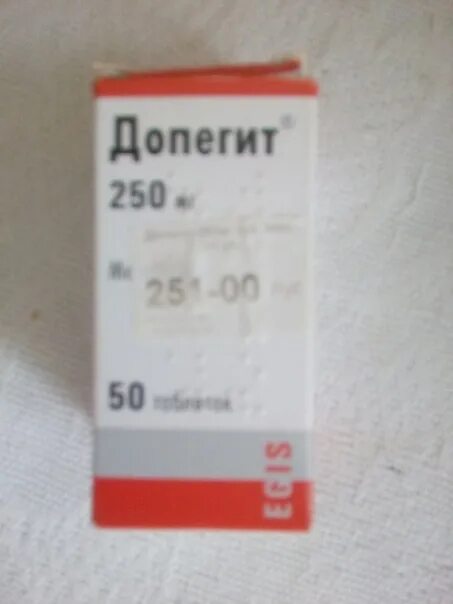 Допегит®
250 мг
251-00
50 таблеток
EGIS